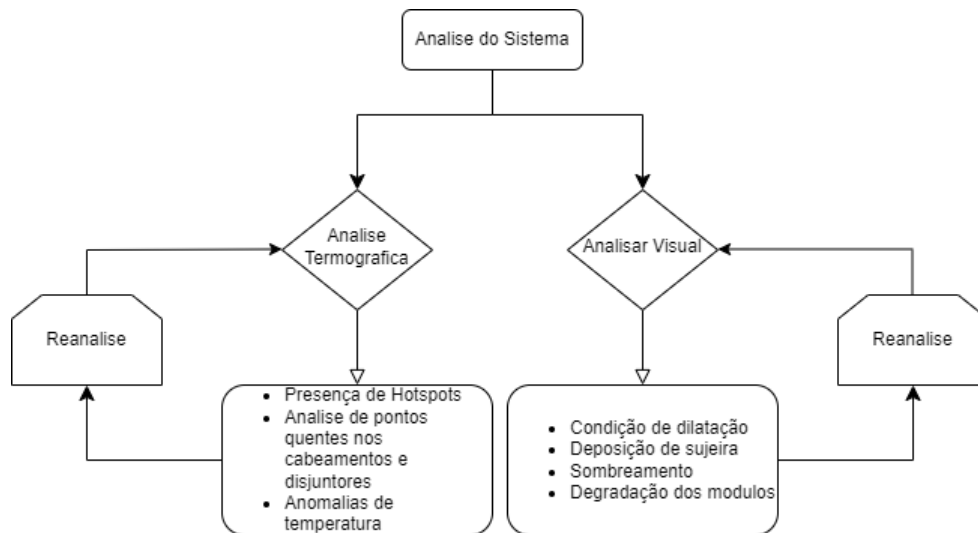 Analise do Sistema
Analise
Termografica
Analisar Visual
Reanalise
Reanalise
• Presença de Hotspots
• Analise de pontos
quentes nos
cabeamentos e
disjuntores
• Anomalias de
temperatura
• Condição de dilatação
• Deposição de sujeira
• Sombreamento
• Degradação dos modulos